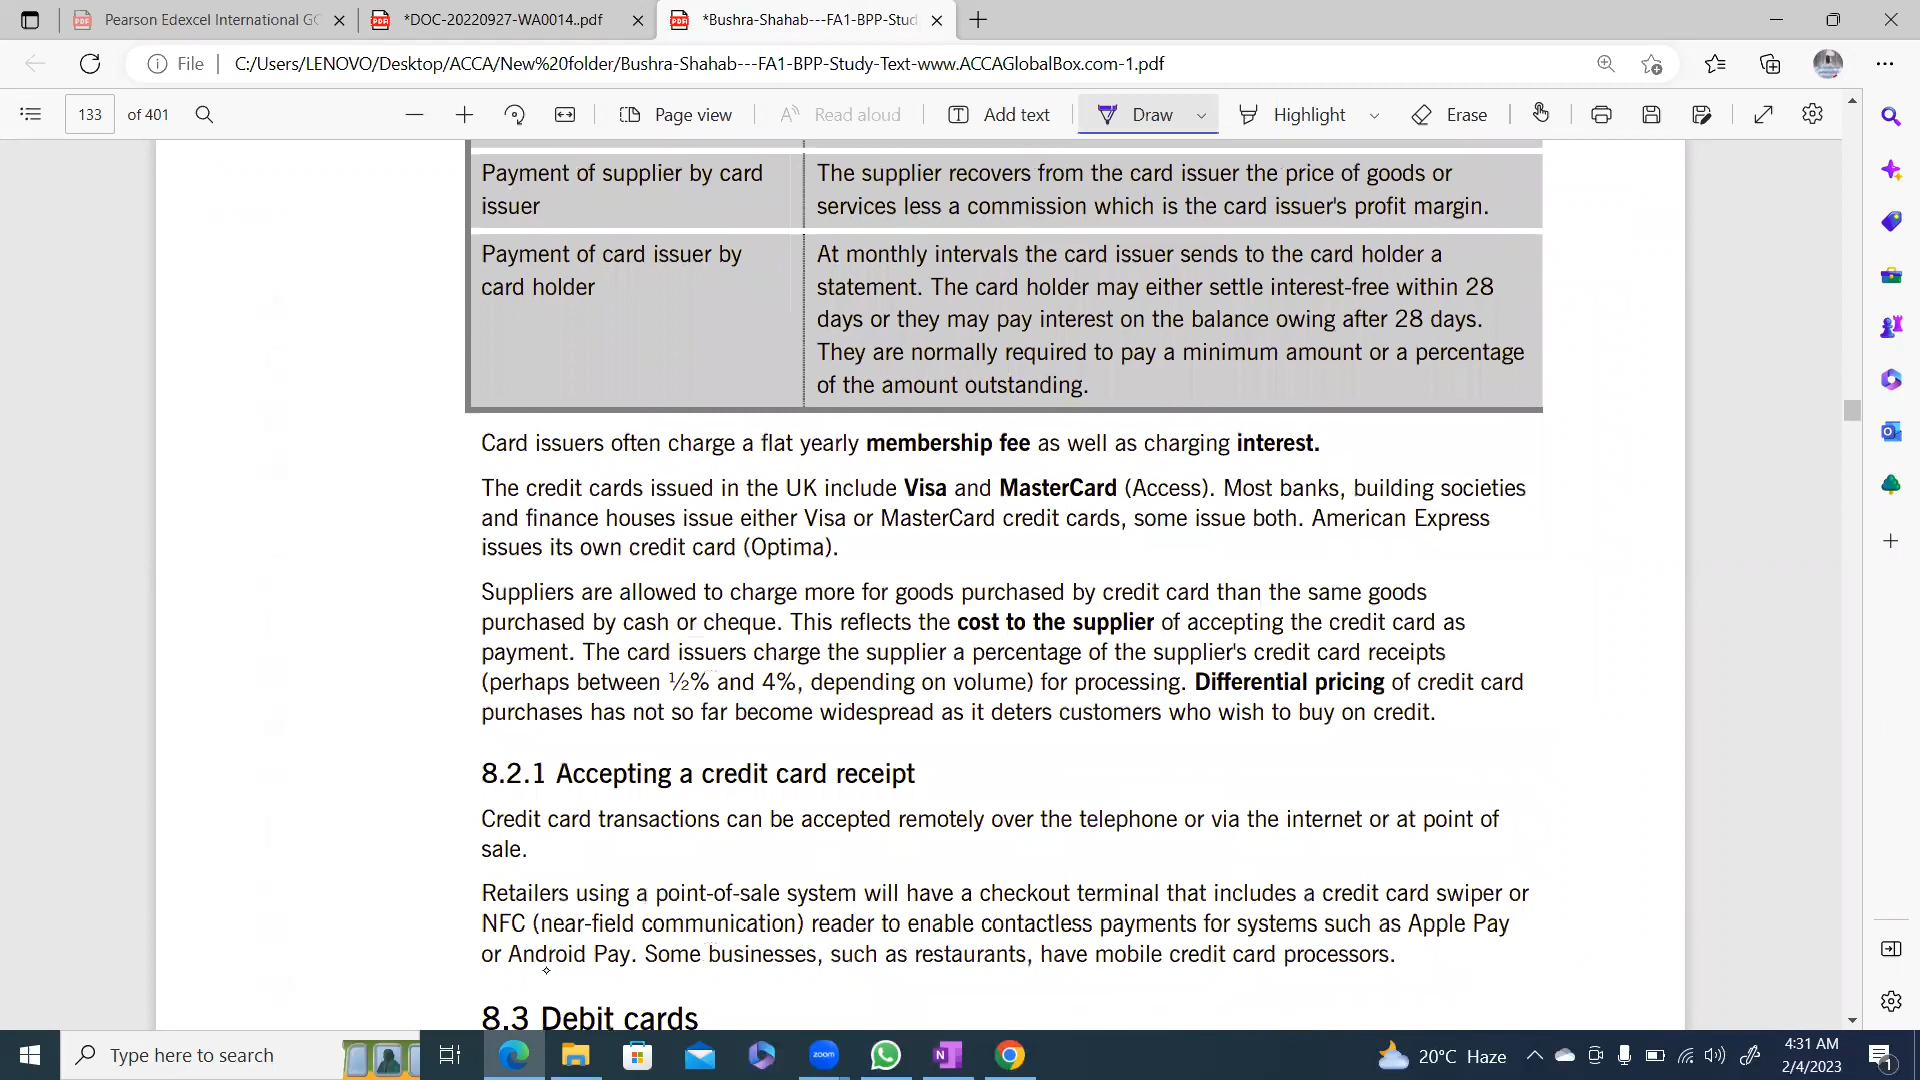 Pearson Edexcel International GC
*DOC-20220927-WA0014..pdf
*Bushra-Shahab---FA1-BPP-Stud
File
C:/Users/LENOVO/Desktop/ACCA/New%20folder/Bushra-Shahab---FA1-BPP-Study-Text-www.ACCAGlobalBox.com-1.pdf
133 of 401
Page view
Read aloud
Add text
Draw
Highlight
Erase
Payment of supplier by card
issuer
The supplier recovers from the card issuer the price of goods or
services less a commission which is the card issuer's profit margin.
Payment of card issuer by
card holder
At monthly intervals the card issuer sends to the card holder a
statement. The card holder may either settle interest-free within 28
days or they may pay interest on the balance owing after 28 days.
They are normally required to pay a minimum amount or a percentage
of the amount outstanding.
Card issuers often charge a flat yearly membership fee as well as charging interest.
The credit cards issued in the UK include Visa and MasterCard (Access). Most banks, building societies
and finance houses issue either Visa or MasterCard credit cards, some issue both. American Express
issues its own credit card (Optima).
Suppliers are allowed to charge more for goods purchased by credit card than the same goods
purchased by cash or cheque. This reflects the cost to the supplier of accepting the credit card as
payment. The card issuers charge the supplier a percentage of the supplier's credit card receipts
(perhaps between ½% and 4%, depending on volume) for processing. Differential pricing of credit card
purchases has not so far become widespread as it deters customers who wish to buy on credit.
8.2.1 Accepting a credit card receipt
Credit card transactions can be accepted remotely over the telephone or via the internet or at point of
sale.
Retailers using a point-of-sale system will have a checkout terminal that includes a credit card swiper or
NFC (near-field communication) reader to enable contactless payments for systems such as Apple Pay
or Android Pay. Some businesses, such as restaurants, have mobile credit card processors.
8.3 Debit cards
Type here to search
zoom
20°C Haze
4:31 AM
2/4/2023
1